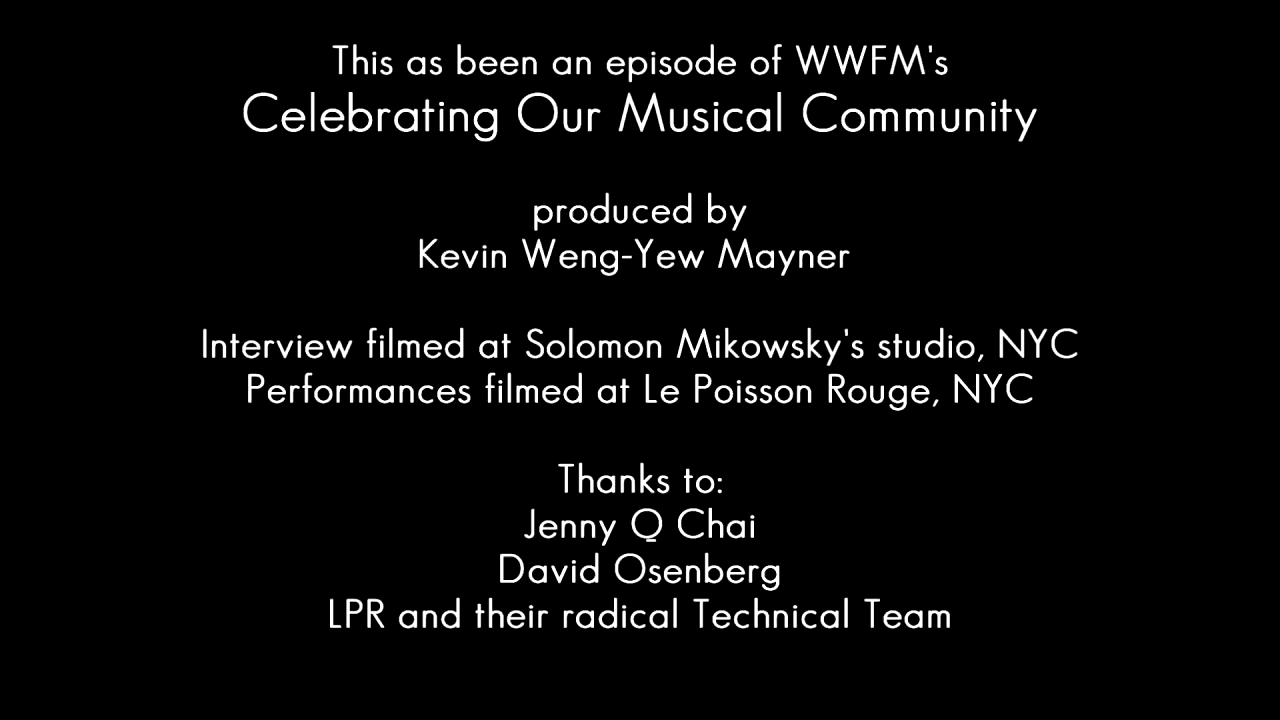 This as been an episode of WWFM's
Celebrating Our Musical Community
produced by
Kevin Weng-Yew Mayner
Interview filmed at Solomon Mikowsky's studio, NYC
Performances filmed at Le Poisson Rouge, NYC
Thanks to:
Jenny Q Chai
David Osenberg
LPR and their radical Technical Team